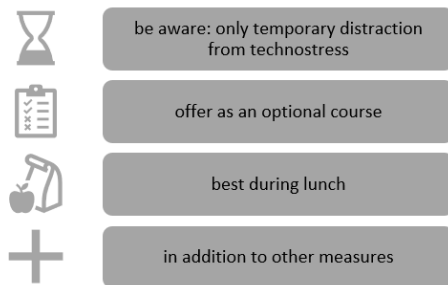 be aware: only temporary distraction
from technostress
offer as an optional course
best during lunch
in addition to other measures